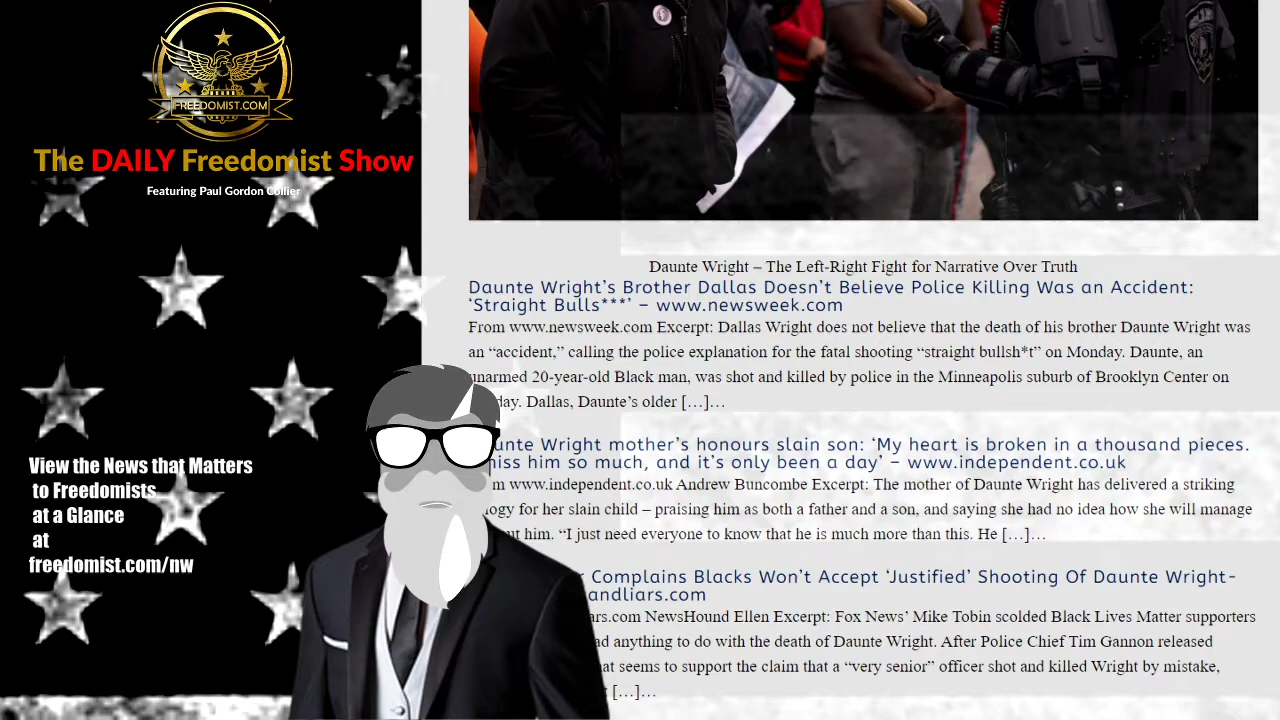 FREEDOMIST.COM
The DAILY Freedomist Show
Featuring Paul Gordon Collier
View the News that Matters
to Freedomists
at a Glance
at
freedomist.com/nw
Daunte Wright – The Left-Right Fight for Narrative Over Truth
Daunte Wright’s Brother Dallas Doesn’t Believe Police Killing Was an Accident:
‘Straight Bulls***’ – www.newsweek.com
From www.newsweek.com Excerpt: Dallas Wright does not believe that the death of his brother Daunte Wright was
an “accident,” calling the police explanation for the fatal shooting “straight bullsh*t” on Monday. Daunte, an
unarmed 20-year-old Black man, was shot and killed by police in the Minneapolis suburb of Brooklyn Center on
day. Dallas, Daunte’s older […]…
unte Wright mother’s honours slain son: ‘My heart is broken in a thousand pieces.
miss him so much, and it’s only been a day’ – www.independent.co.uk
m www.independent.co.uk Andrew Buncombe Excerpt: The mother of Daunte Wright has delivered a striking
logy for her slain child – praising him as both a father and a son, and saying she had no idea how she will manage
ut him. “I just need everyone to know that he is much more than this. He […]…
r Complains Blacks Won’t Accept ‘Justified’ Shooting Of Daunte Wright-
andliars.com
ars.com NewsHound Ellen Excerpt: Fox News’ Mike Tobin scolded Black Lives Matter supporters
ad anything to do with the death of Daunte Wright. After Police Chief Tim Gannon released
hat seems to support the claim that a “very senior” officer shot and killed Wright by mistake,
[…]…